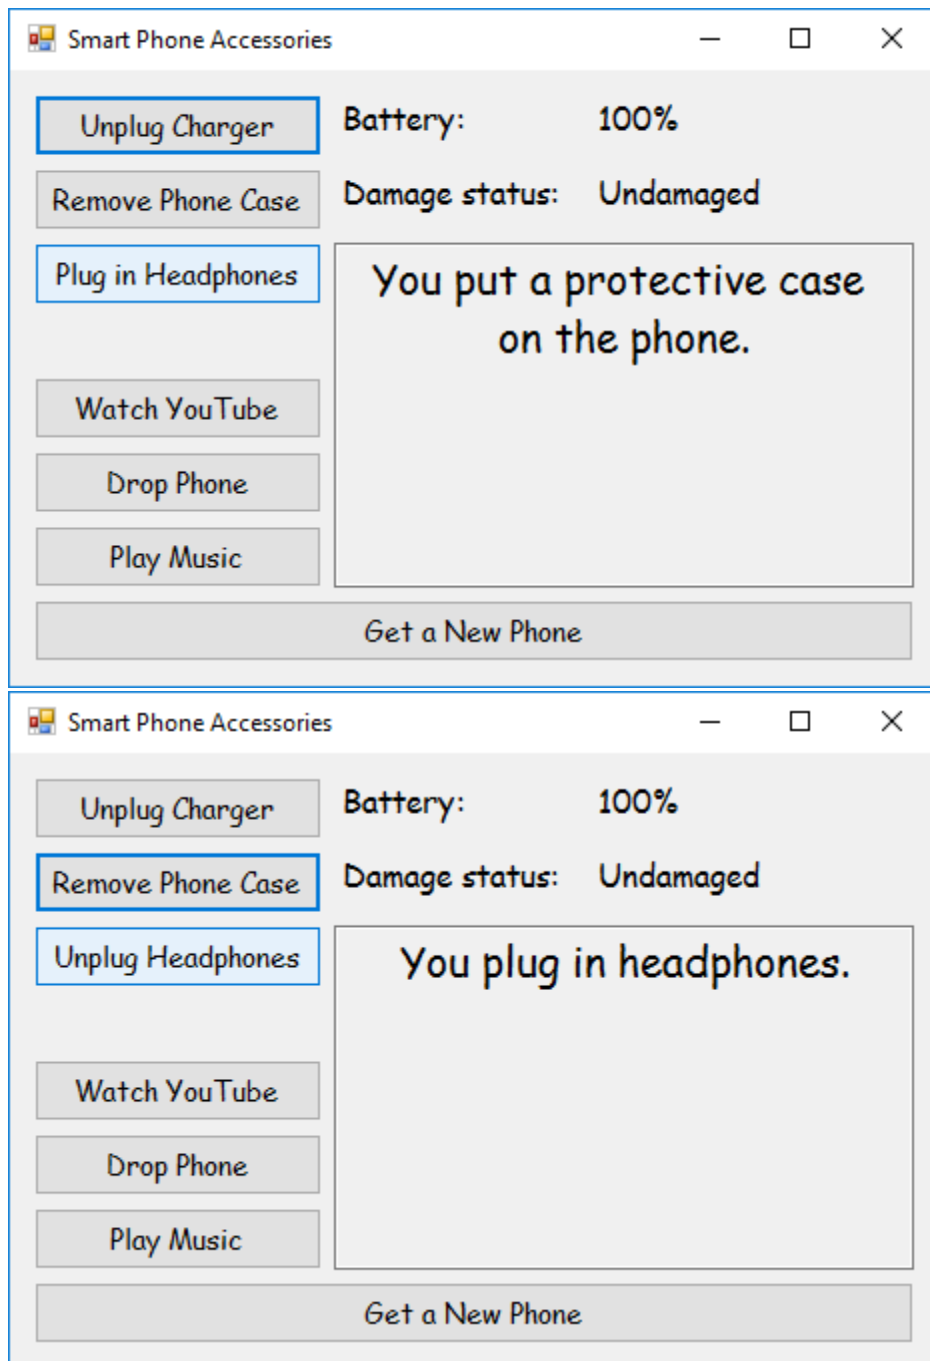 Smart Phone Accessories
Unplug Charger
Battery: 100%
Remove Phone Case
Damage status: Undamaged
Plug in Headphones
You put a protective case
on the phone.
Watch YouTube
Drop Phone
Play Music
Get a New Phone
Smart Phone Accessories
Unplug Charger
Battery: 100%
Remove Phone Case
Damage status: Undamaged
Unplug Headphones
You plug in headphones.
Watch YouTube
Drop Phone
Play Music
Get a New Phone